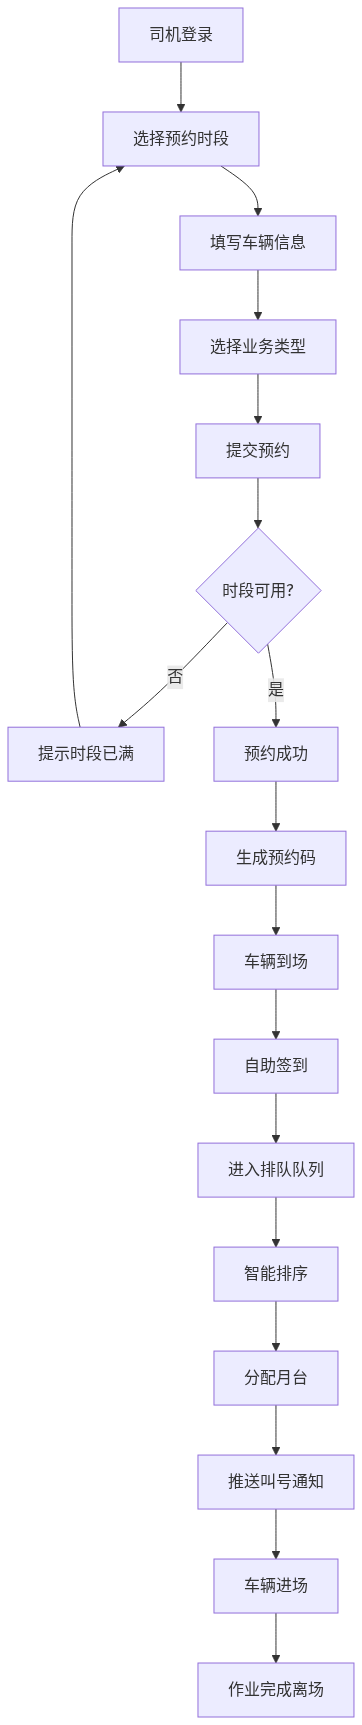 司机登录
选择预约时段
填写车辆信息
选择业务类型
提交预约
时段可用?
否
是
提示时段已满
预约成功
生成预约码
车辆到场
自助签到
进入排队队列
智能排序
分配月台
推送叫号通知
车辆进场
作业完成离场